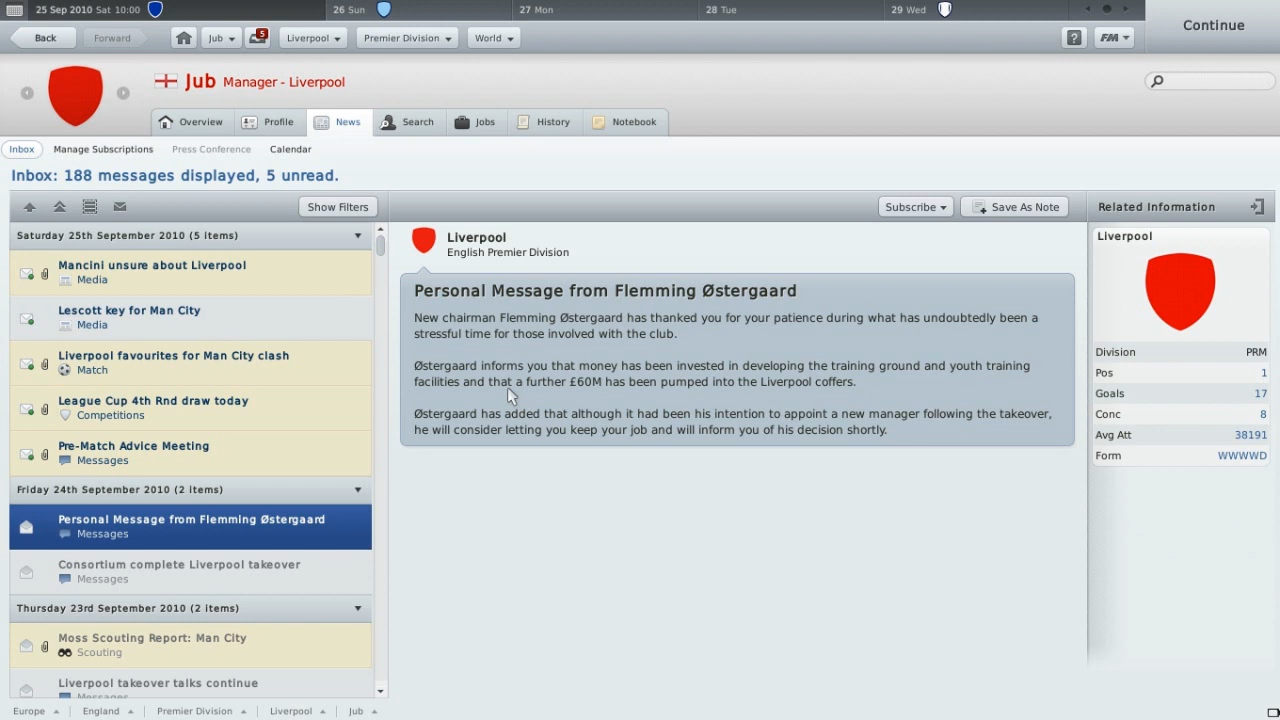 25 Sep 2010 Sat 10:00
26 Sun
27 Mon
28 Tue
29 Wed
Continue
Back
Forward
Jub
5
Liverpool
Premier Division
World
?
FM
Jub Manager - Liverpool
Overview
Profile
News
Search
Jobs
History
Notebook
Inbox
Manage Subscriptions
Press Conference
Calendar
Inbox: 188 messages displayed, 5 unread.
Show Filters
Subscribe
Save As Note
Related Information
Saturday 25th September 2010 (5 items)
Mancini unsure about Liverpool
Media
Lescott key for Man City
Media
Liverpool favourites for Man City clash
Match
League Cup 4th Rnd draw today
Competitions
Pre-Match Advice Meeting
Messages
Friday 24th September 2010 (2 items)
Personal Message from Flemming Østergaard
Messages
Consortium complete Liverpool takeover
Messages
Thursday 23rd September 2010 (2 items)
Moss Scouting Report: Man City
Scouting
Liverpool takeover talks continue
Messages
Liverpool
English Premier Division
Personal Message from Flemming Østergaard
New chairman Flemming Østergaard has thanked you for your patience during what has undoubtedly been a
stressful time for those involved with the club.
Østergaard informs you that money has been invested in developing the training ground and youth training
facilities and that a further £60M has been pumped into the Liverpool coffers.
Østergaard has added that although it had been his intention to appoint a new manager following the takeover,
he will consider letting you keep your job and will inform you of his decision shortly.
Liverpool
Division PRM
Pos 1
Goals 17
Conc 8
Avg Att 38191
Form WWWWD
Europe
England
Premier Division
Liverpool
Jub